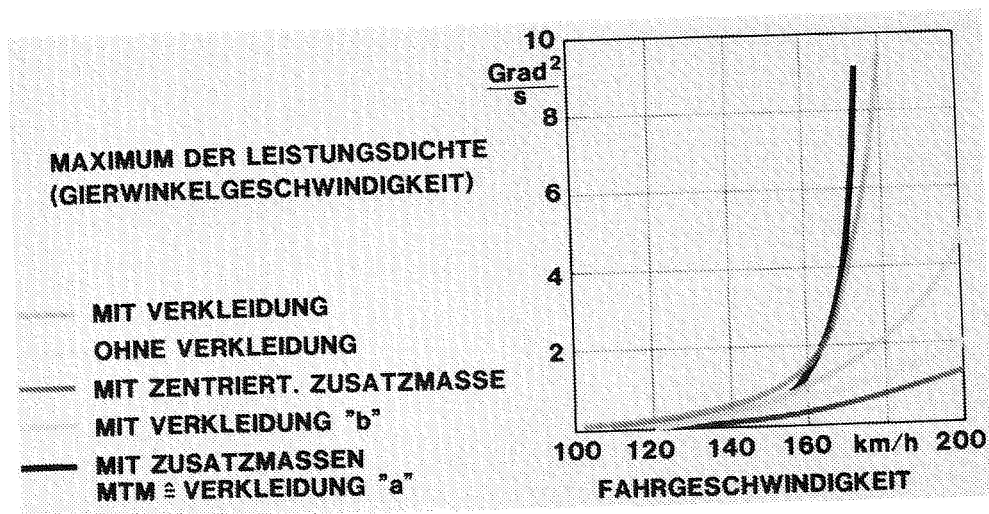 MAXIMUM DER LEISTUNGSDICHTE
(GIERWINKELGESCHWINDIGKEIT)
MIT VERKLEIDUNG
OHNE VERKLEIDUNG
MIT ZENTRIERT. ZUSATZMASSE
MIT VERKLEIDUNG "b"
MIT ZUSATZMASSEN
MTM ≙ VERKLEIDUNG "a"
10
Grad²
s
8
6
4
2
100 120 140 160 km/h 200
FAHRGESCHWINDIGKEIT